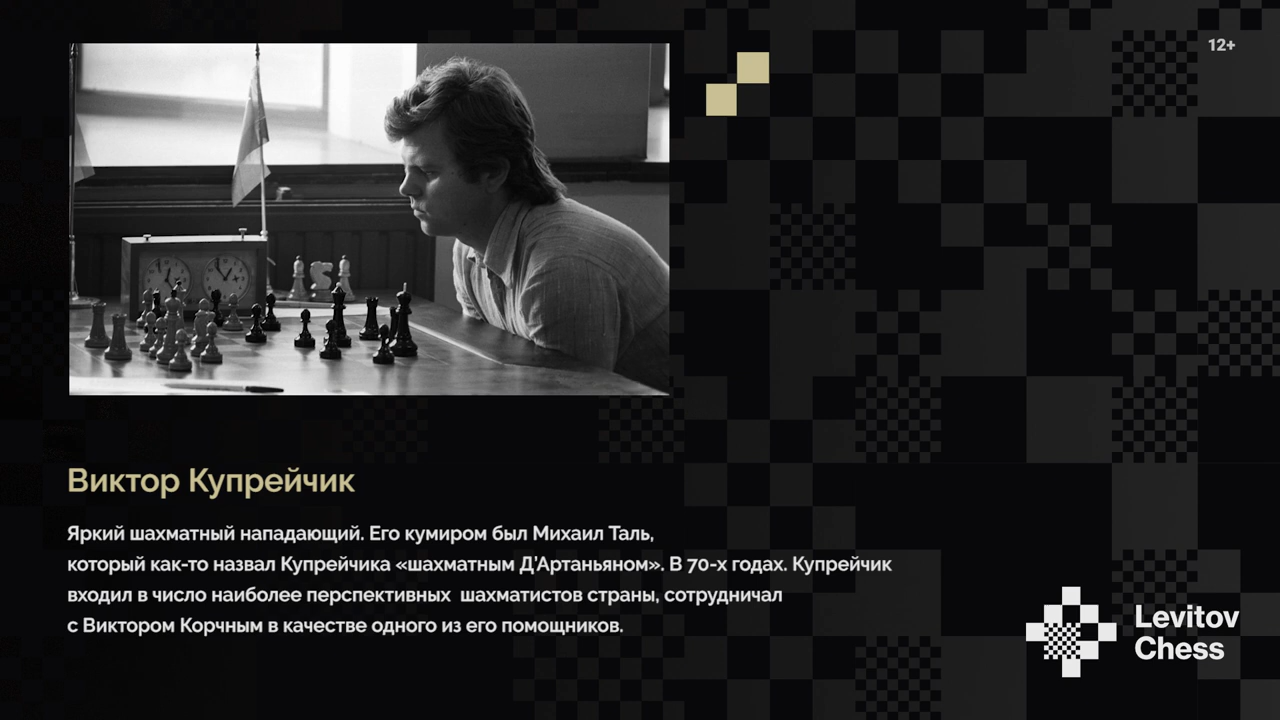 12+
Виктор Купрейчик
Яркий шахматный нападающий. Его кумиром был Михаил Таль,
который как-то назвал Купрейчика «шахматным Д'Артаньяном». В 70-х годах. Купрейчик
входил в число наиболее перспективных  шахматистов страны, сотрудничал
с Виктором Корчным в качестве одного из его помощников.
Levitov
Chess